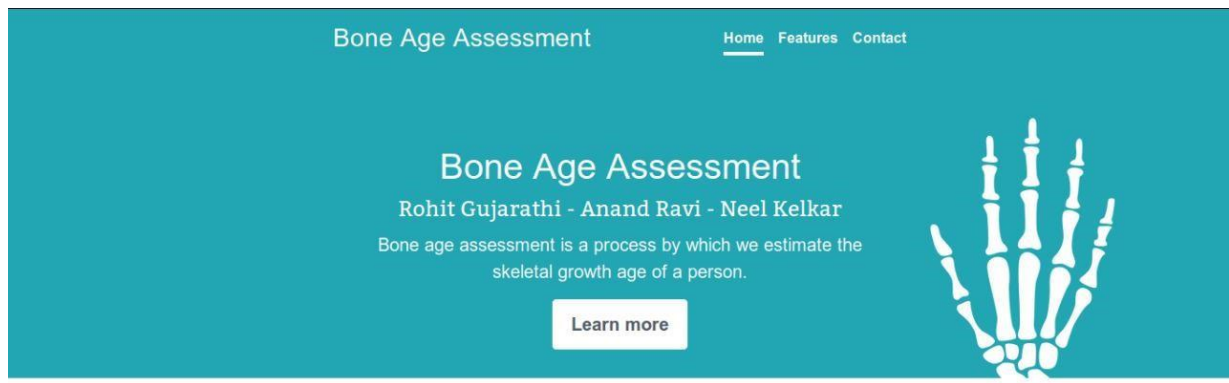 Bone Age Assessment
Home Features Contact
Bone Age Assessment
Rohit Gujarathi - Anand Ravi - Neel Kelkar
Bone age assessment is a process by which we estimate the
skeletal growth age of a person.
Learn more